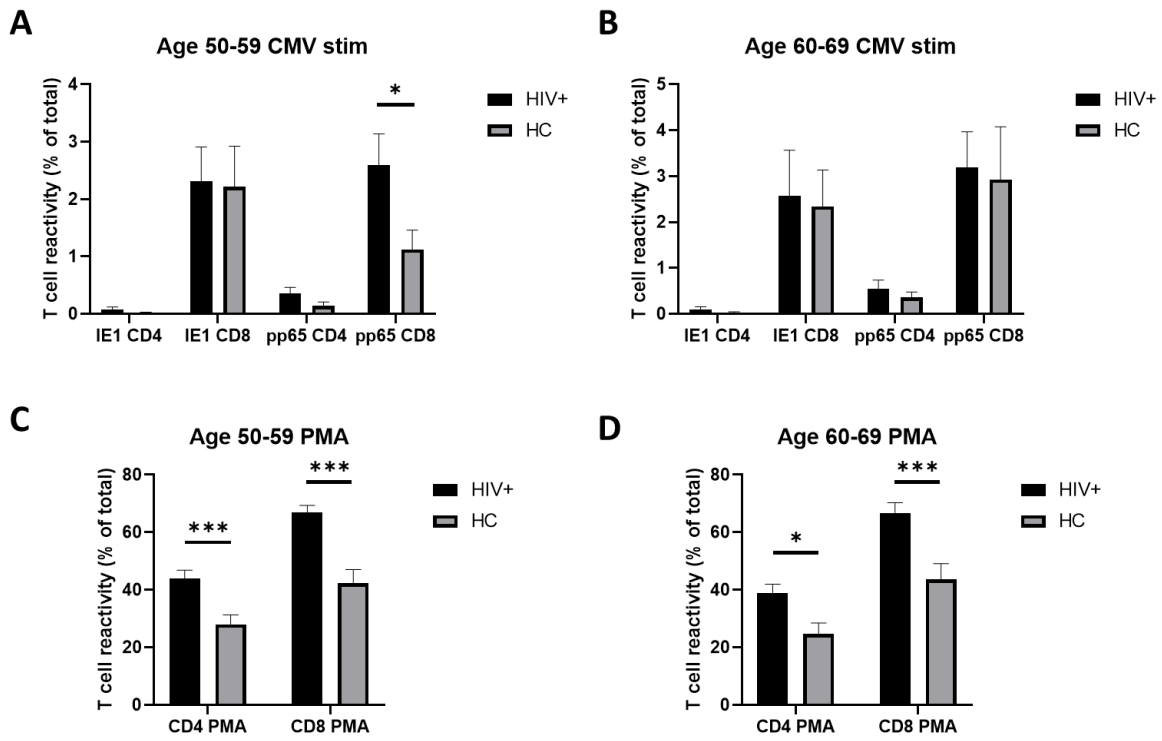 A
Age 50-59 CMV stim
T cell reactivity (% of total)
4
3
2
1
0
*
IE1 CD4
IE1 CD8
pp65 CD4
pp65 CD8
HIV+
HC
B
Age 60-69 CMV stim
T cell reactivity (% of total)
5
4
3
2
1
0
IE1 CD4
IE1 CD8
pp65 CD4
pp65 CD8
HIV+
HC
C
Age 50-59 PMA
T cell reactivity (% of total)
80
60
40
20
0
***
***
CD4 PMA
CD8 PMA
HIV+
HC
D
Age 60-69 PMA
T cell reactivity (% of total)
80
60
40
20
0
*
***
CD4 PMA
CD8 PMA
HIV+
HC